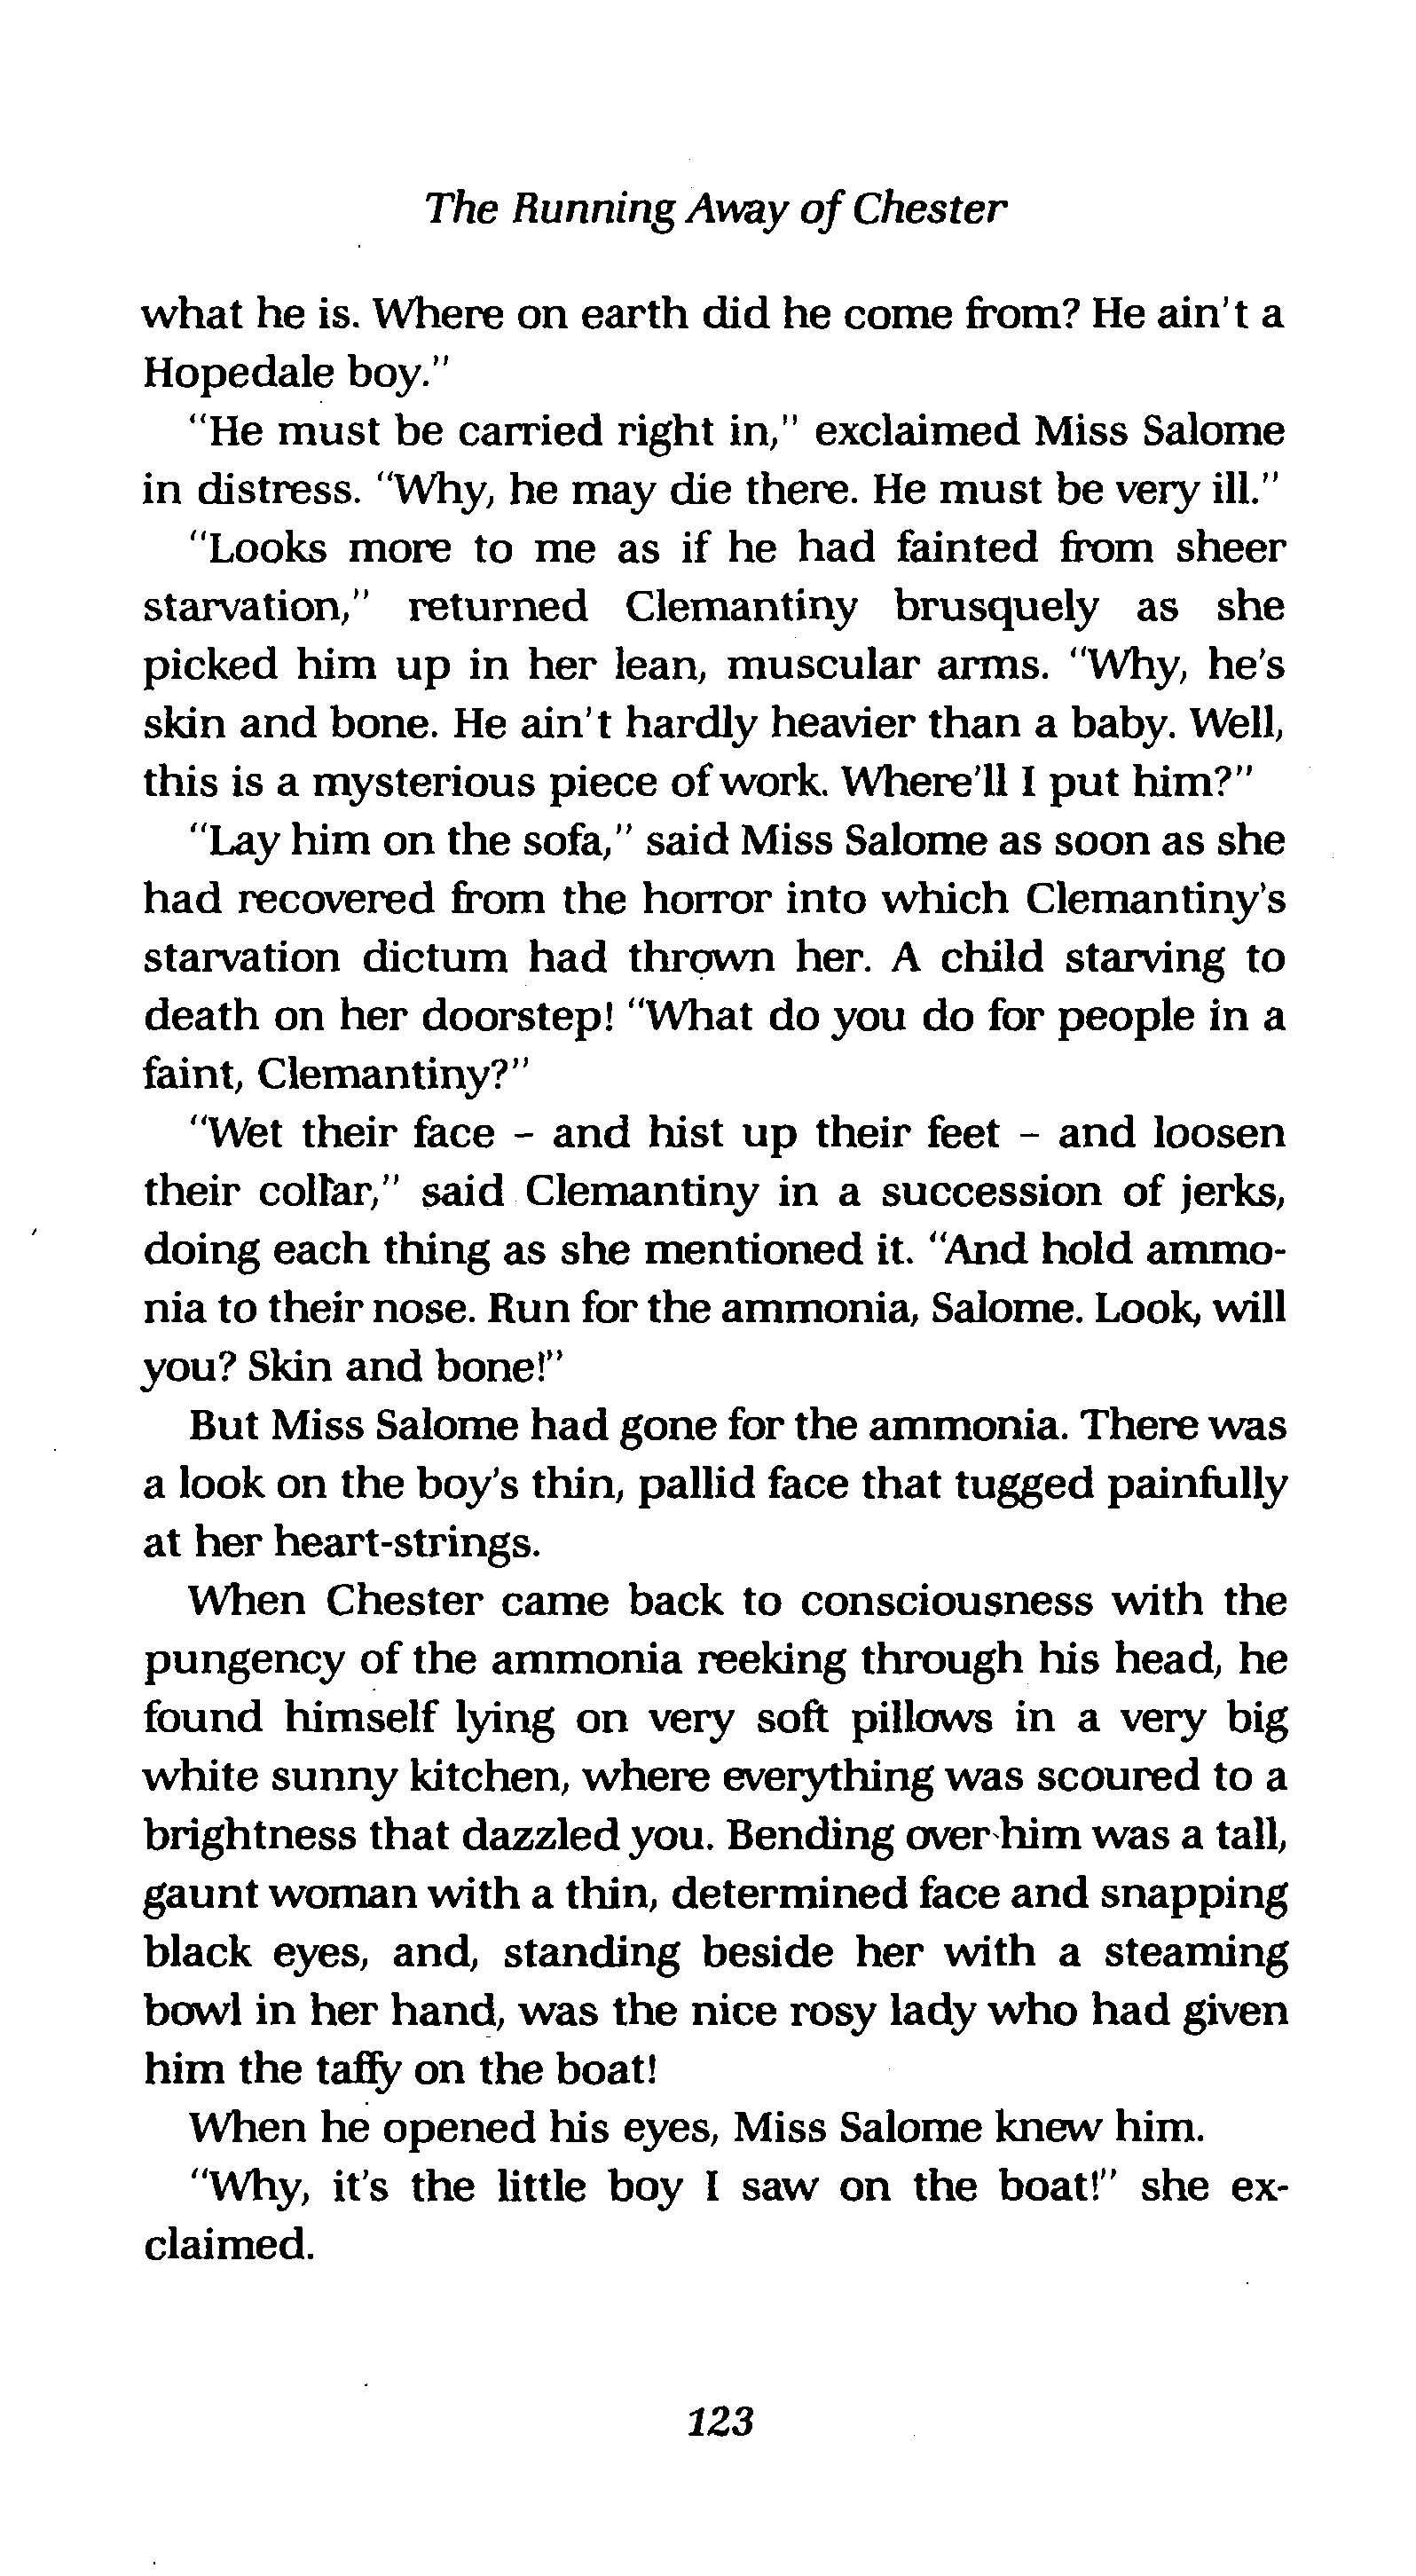 The Running Away of Chester
what he is. Where on earth did he come from? He ain't a
Hopedale boy."
"He must be carried right in," exclaimed Miss Salome
in distress. "Why, he may die there. He must be very ill."
"Looks more to me as if he had fainted from sheer
starvation," returned Clemantiny brusquely as she
picked him up in her lean, muscular arms. "Why, he's
skin and bone. He ain't hardly heavier than a baby. Well,
this is a mysterious piece of work. Where'll I put him?"
"Lay him on the sofa," said Miss Salome as soon as she
had recovered from the horror into which Clemantiny's
starvation dictum had thrown her. A child starving to
death on her doorstep! "What do you do for people in a
faint, Clemantiny?"
"Wet their face – and hist up their feet – and loosen
their collar," said Clemantiny in a succession of jerks,
doing each thing as she mentioned it. "And hold ammo-
nia to their nose. Run for the ammonia, Salome. Look, will
you? Skin and bone!"
But Miss Salome had gone for the ammonia. There was
a look on the boy's thin, pallid face that tugged painfully
at her heart-strings.
When Chester came back to consciousness with the
pungency of the ammonia reeking through his head, he
found himself lying on very soft pillows in a very big
white sunny kitchen, where everything was scoured to a
brightness that dazzled you. Bending over him was a tall,
gaunt woman with a thin, determined face and snapping
black eyes, and, standing beside her with a steaming
bowl in her hand, was the nice rosy lady who had given
him the taffy on the boat!
When he opened his eyes, Miss Salome knew him.
"Why, it's the little boy I saw on the boat!" she ex-
claimed.
123